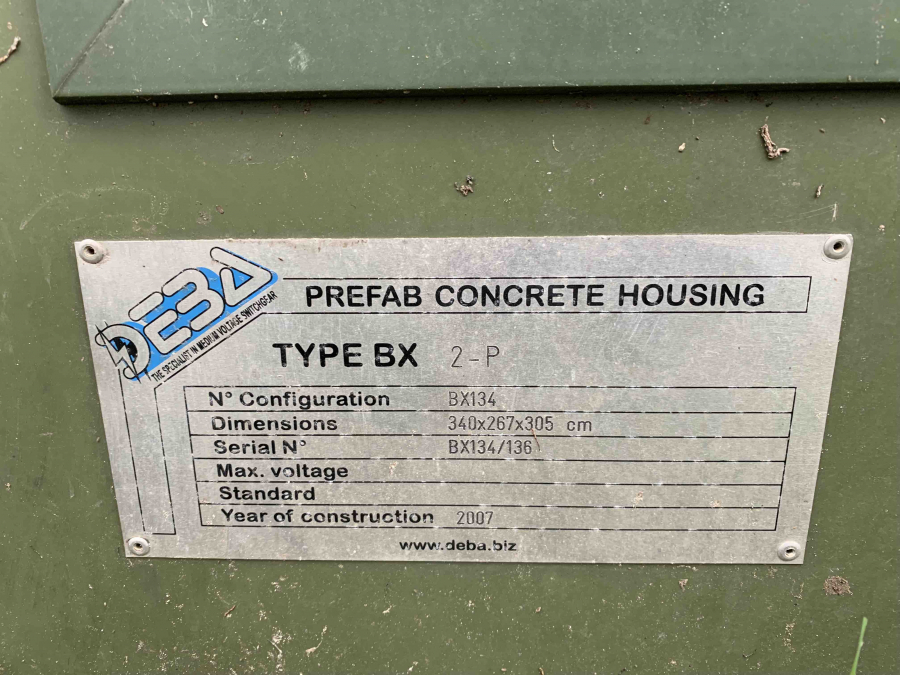 DEBA
THE SPECIALIST IN MEDIUM VOLTAGE SWITCHGEAR
PREFAB CONCRETE HOUSING
TYPE BX 2-P
N° Configuration BX134
Dimensions 340x267x305 cm
Serial N° BX134/136
Max. voltage
Standard
Year of construction 2007
www.deba.biz